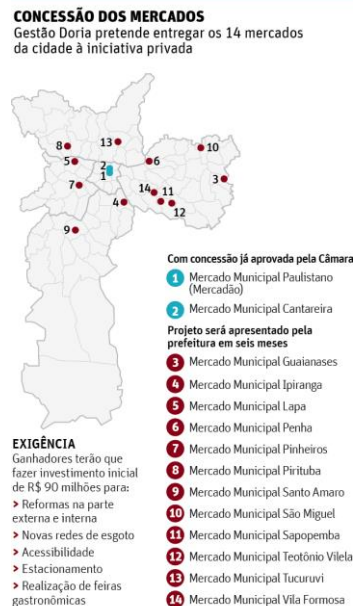 CONCESSÃO DOS MERCADOS
Gestão Doria pretende entregar os 14 mercados
da cidade à iniciativa privada
8
13
10
5
2
1
6
7
14
11
3
4
12
9
Com concessão já aprovada pela Câmara
1 Mercado Municipal Paulistano
(Mercadão)
2 Mercado Municipal Cantareira
Projeto será apresentado pela
prefeitura em seis meses
3 Mercado Municipal Guaianases
4 Mercado Municipal Ipiranga
5 Mercado Municipal Lapa
6 Mercado Municipal Penha
7 Mercado Municipal Pinheiros
8 Mercado Municipal Pirituba
9 Mercado Municipal Santo Amaro
10 Mercado Municipal São Miguel
11 Mercado Municipal Sapopemba
12 Mercado Municipal Teotônio Vilela
13 Mercado Municipal Tucuruvi
14 Mercado Municipal Vila Formosa
EXIGÊNCIA
Ganhadores terão que
fazer investimento inicial
de R$ 90 milhões para:
> Reformas na parte
externa e interna
> Novas redes de esgoto
> Acessibilidade
> Estacionamento
> Realização de feiras
gastronômicas